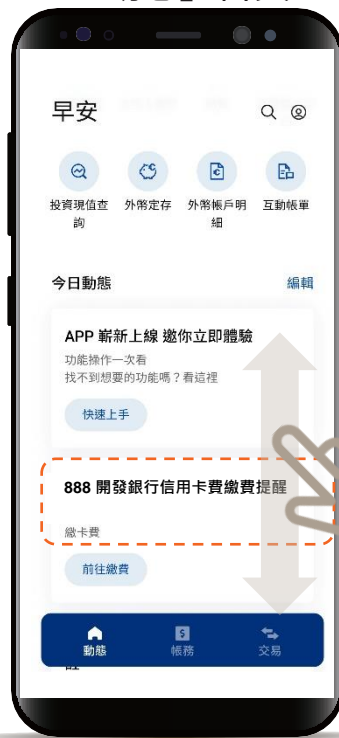 早安
投資現值查
詢
外幣定存
外幣帳戶明
細
互動帳單
今日動態
編輯
APP 嶄新上線 邀你立即體驗
功能操作一次看
找不到想要的功能嗎？看這裡
快速上手
888 開發銀行信用卡費繳費提醒
繳卡費
前往繳費
動態
帳務
交易